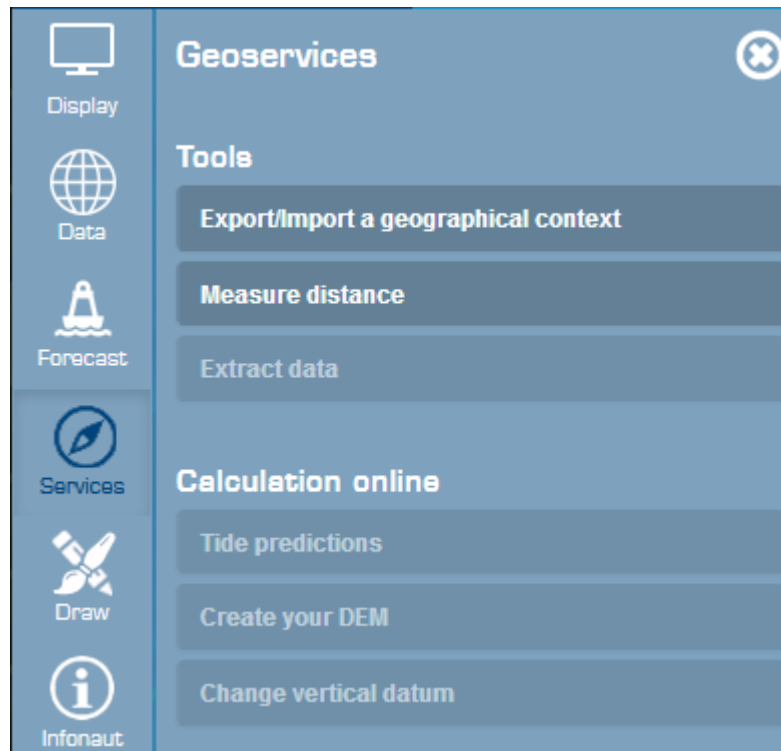 Display
Data
Forecast
Services
Draw
Infonaut
Geoservices
Tools
Export/Import a geographical context
Measure distance
Extract data
Calculation online
Tide predictions
Create your DEM
Change vertical datum